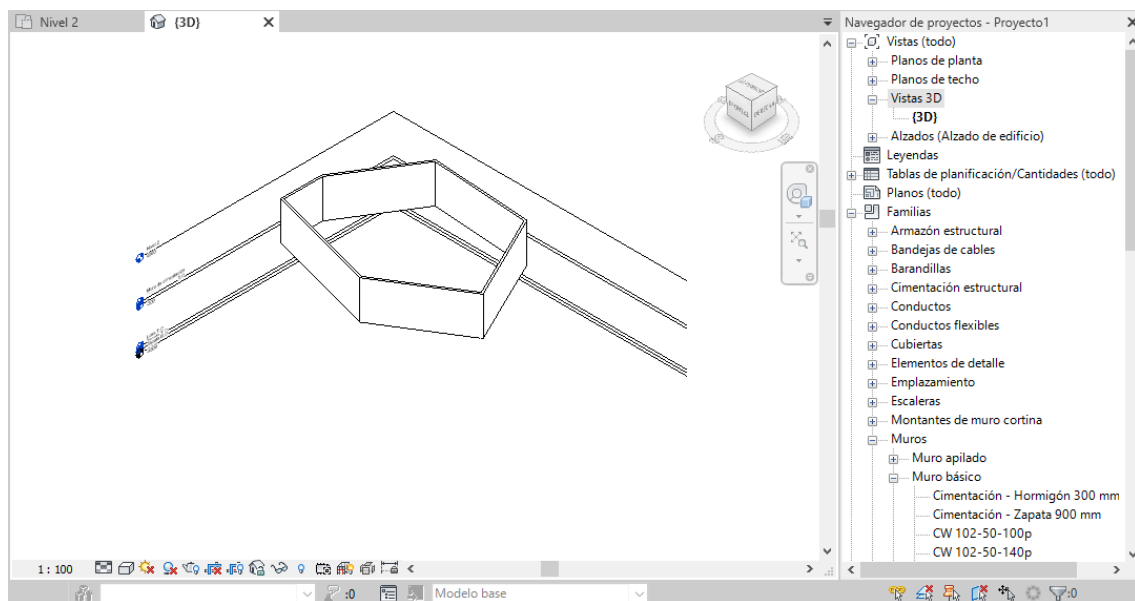 Nivel 2
{3D}
Navegador de proyectos - Proyecto1
Vistas (todo)
Planos de planta
Planos de techo
Vistas 3D
{3D}
Alzados (Alzado de edificio)
Leyendas
Tablas de planificación/Cantidades (todo)
Planos (todo)
Familias
Armazón estructural
Bandejas de cables
Barandillas
Cimentación estructural
Conductos
Conductos flexibles
Cubiertas
Elementos de detalle
Emplazamiento
Escaleras
Montantes de muro cortina
Muros
Muro apilado
Muro básico
Cimentación - Hormigón 300 mm
Cimentación - Zapata 900 mm
CW 102-50-100p
CW 102-50-140p
1 : 100
:0
Modelo base
:0